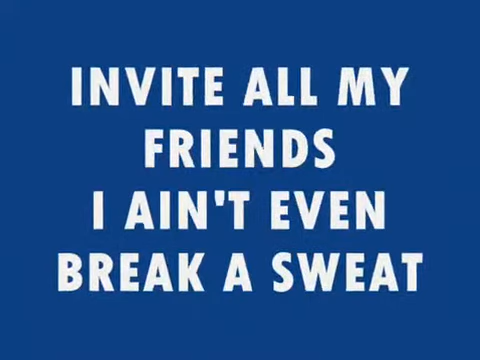 INVITE ALL MY
FRIENDS
I AIN'T EVEN
BREAK A SWEAT